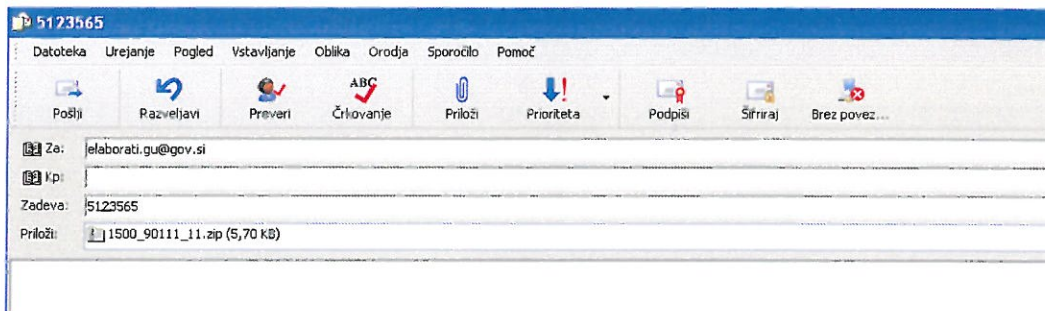 5123565
Datoteka Urejanje Pogled Vstavljanje Oblika Orodja Sporočilo Pomoč
Pošlji Razveljavi Preveri Črkovanje Priloži Prioriteta Podpiši Šifriraj Brez povez...
Za: elaborati.gu@gov.si
Kp:
Zadeva: 5123565
Priloži: 1500_90111_11.zip (5,70 KB)